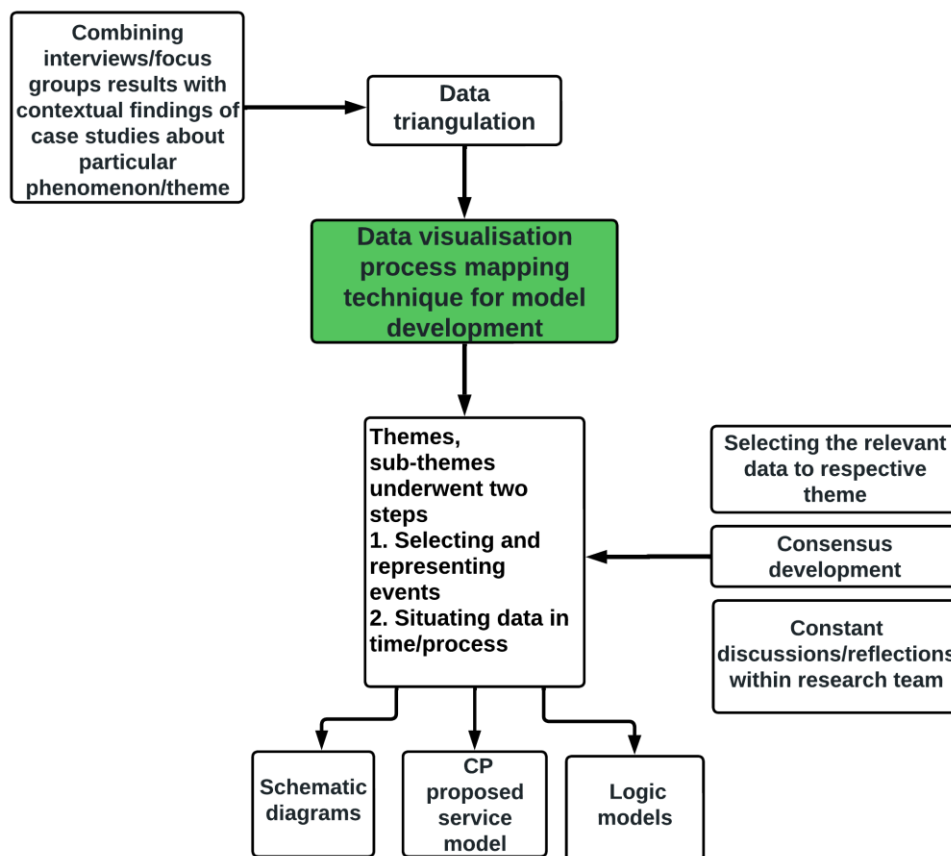 Combining
interviews/focus
groups results with
contextual findings of
case studies about
particular
phenomenon/theme
Data
triangulation
Data visualisation
process mapping
technique for model
development
Themes,
sub-themes
underwent two
steps
1. Selecting and
representing
events
2. Situating data in
time/process
Selecting the relevant
data to respective
theme
Consensus
development
Constant
discussions/reflections
within research team
Schematic
diagrams
CP
proposed
service
model
Logic
models